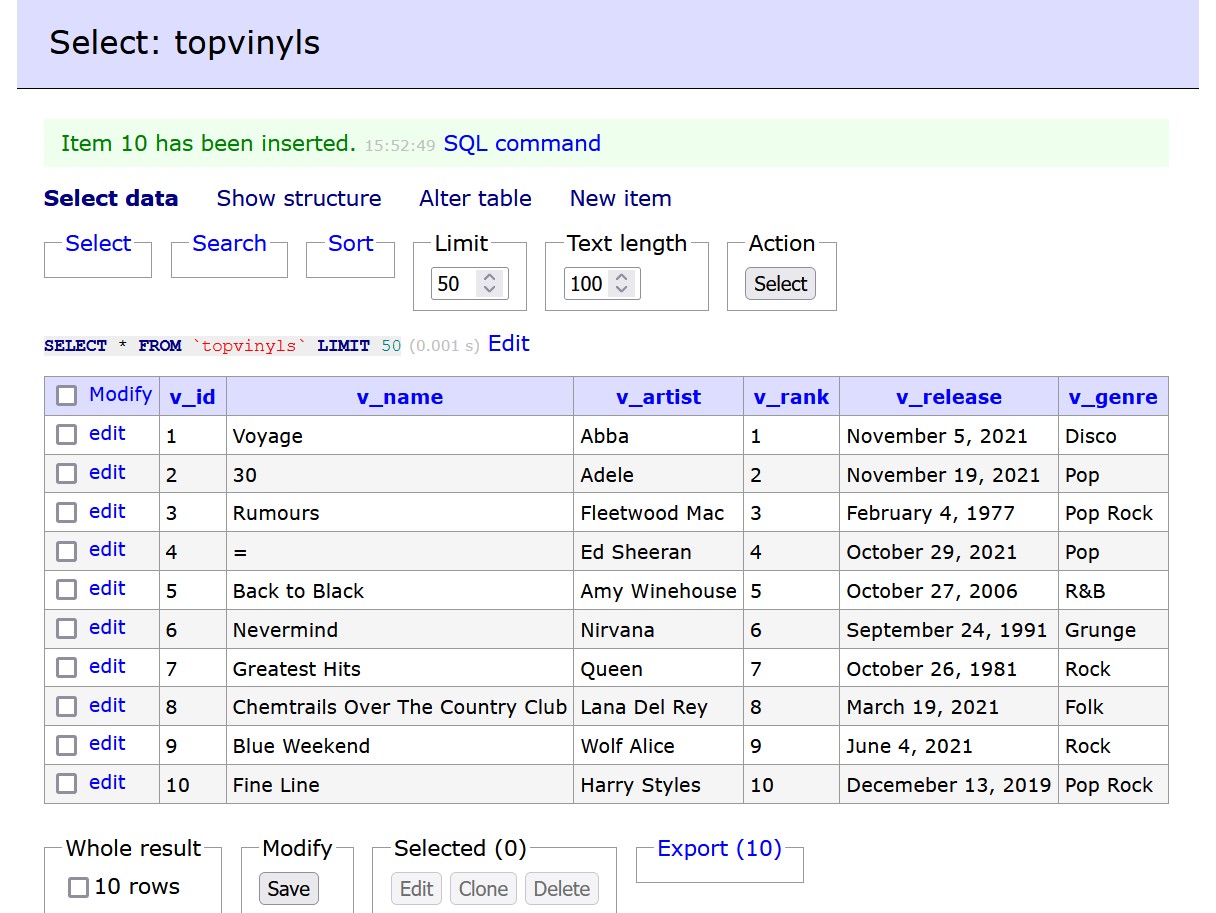 Select: topvinyls
Item 10 has been inserted. 15:52:49 SQL command
Select data Show structure Alter table New item
Select Search Sort Limit Text length Action
50 100 Select
SELECT * FROM `topvinyls` LIMIT 50 (0.001 s) Edit
Modify v_id v_name v_artist v_rank v_release v_genre
edit 1 Voyage Abba 1 November 5, 2021 Disco
edit 2 30 Adele 2 November 19, 2021 Pop
edit 3 Rumours Fleetwood Mac 3 February 4, 1977 Pop Rock
edit 4 = Ed Sheeran 4 October 29, 2021 Pop
edit 5 Back to Black Amy Winehouse 5 October 27, 2006 R&B
edit 6 Nevermind Nirvana 6 September 24, 1991 Grunge
edit 7 Greatest Hits Queen 7 October 26, 1981 Rock
edit 8 Chemtrails Over The Country Club Lana Del Rey 8 March 19, 2021 Folk
edit 9 Blue Weekend Wolf Alice 9 June 4, 2021 Rock
edit 10 Fine Line Harry Styles 10 Decemeber 13, 2019 Pop Rock
Whole result Modify Selected (0) Export (10)
10 rows Save Edit Clone Delete